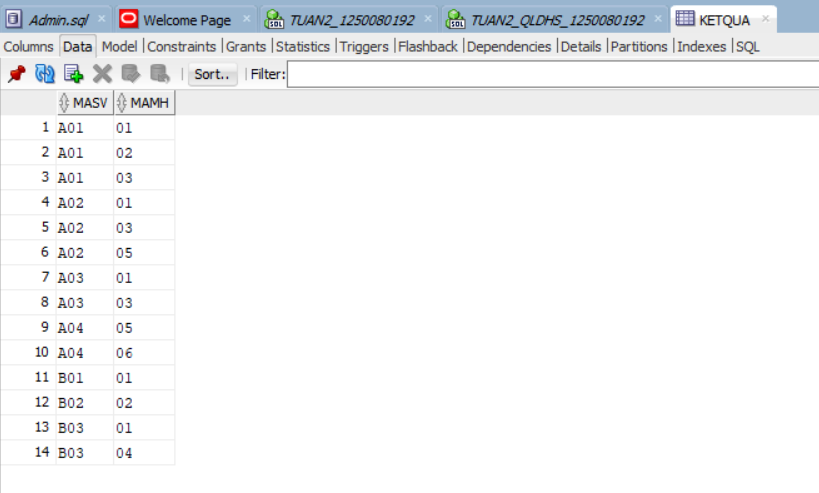 Admin.sql Welcome Page TUAN2_1250080192 TUAN2_QLDHS_1250080192 KETQUA
Columns Data Model Constraints Grants Statistics Triggers Flashback Dependencies Details Partitions Indexes SQL
Sort.. Filter:
MASV MAMH
1 A01 01
2 A01 02
3 A01 03
4 A02 01
5 A02 03
6 A02 05
7 A03 01
8 A03 03
9 A04 05
10 A04 06
11 B01 01
12 B02 02
13 B03 01
14 B03 04